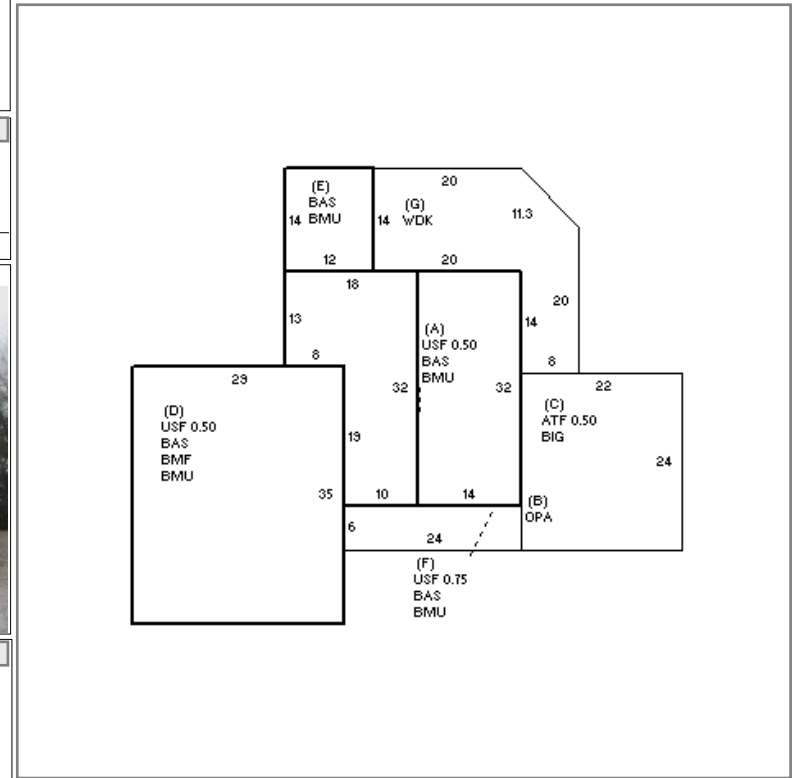 (E)
BAS
BMU
14
12
20
(G)
WDK
14
11.3
20
18
13
8
(A)
USF 0.50
BAS
BMU
32
32
14
20
8
29
(D)
USF 0.50
BAS
BMF
BMU
19
35
10
14
22
(C)
ATF 0.50
BIG
24
(B)
OPA
6
24
(F)
USF 0.75
BAS
BMU